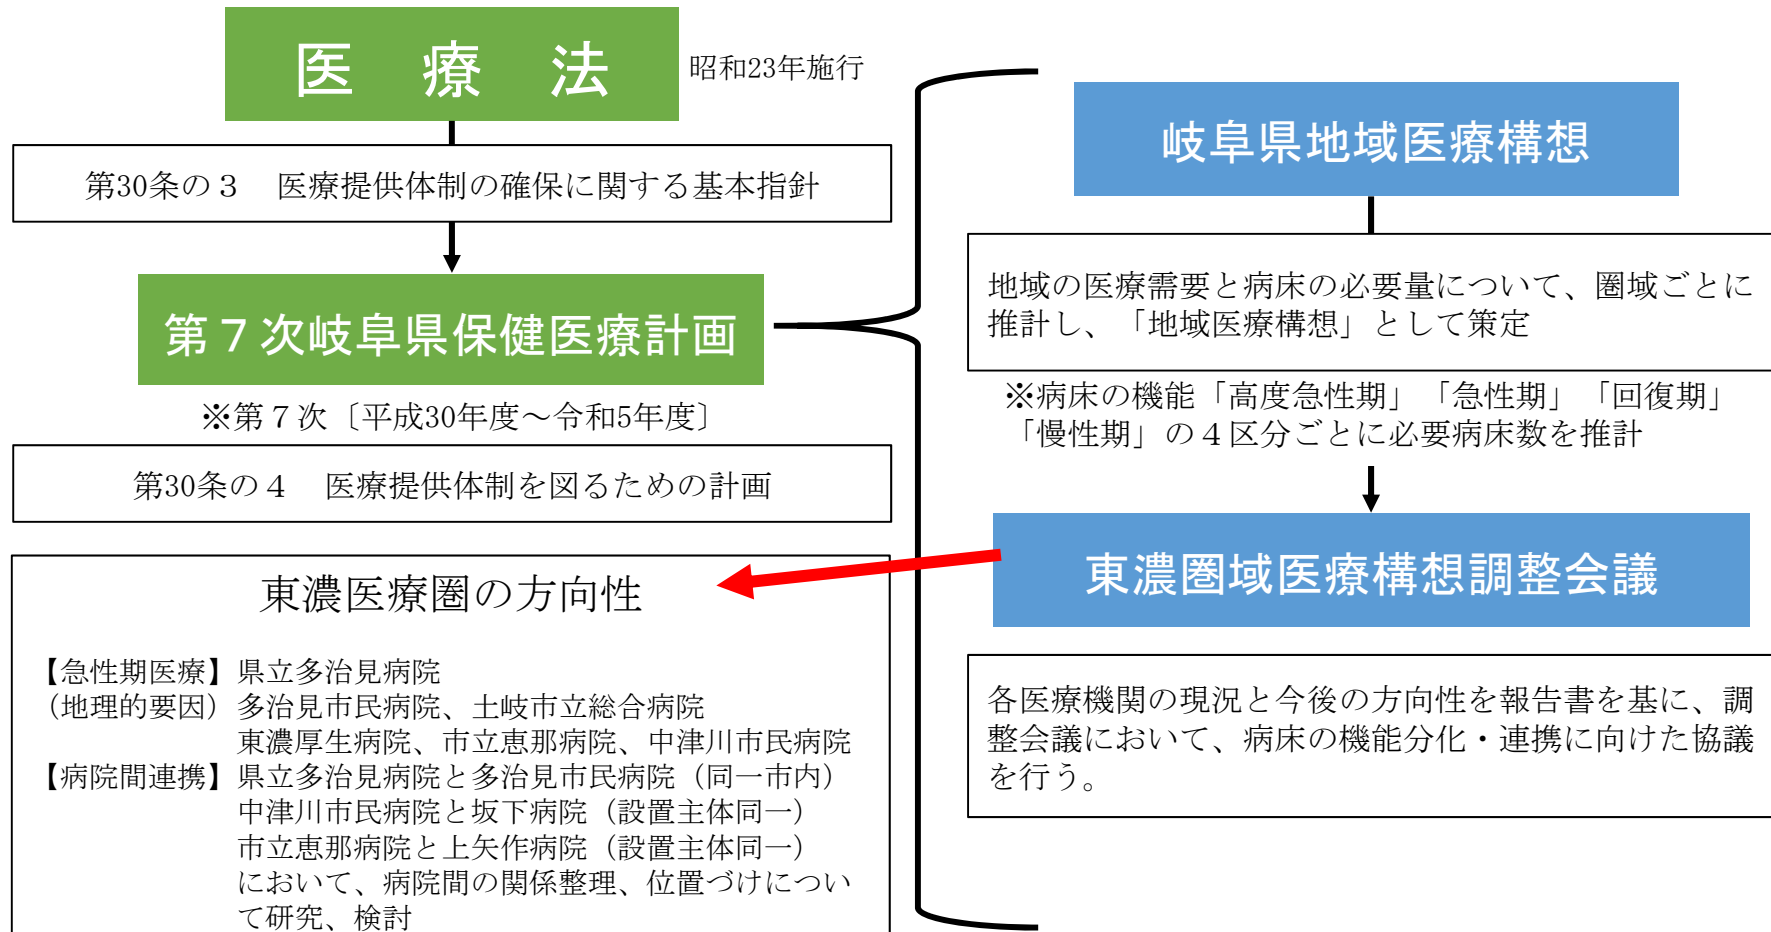 医　療　法
昭和23年施行
第30条の３　医療提供体制の確保に関する基本指針
第７次岐阜県保健医療計画
※第７次〔平成30年度～令和5年度〕
第30条の４　医療提供体制を図るための計画
東濃医療圏の方向性
【急性期医療】県立多治見病院
（地理的要因）多治見市民病院、土岐市立総合病院
東濃厚生病院、市立恵那病院、中津川市民病院
【病院間連携】県立多治見病院と多治見市民病院（同一市内）
中津川市民病院と坂下病院（設置主体同一）
市立恵那病院と上矢作病院（設置主体同一）
において、病院間の関係整理、位置づけについ
て研究、検討
岐阜県地域医療構想
地域の医療需要と病床の必要量について、圏域ごとに
推計し、「地域医療構想」として策定
※病床の機能「高度急性期」「急性期」「回復期」
「慢性期」の４区分ごとに必要病床数を推計
東濃圏域医療構想調整会議
各医療機関の現況と今後の方向性を報告書を基に、調
整会議において、病床の機能分化・連携に向けた協議
を行う。